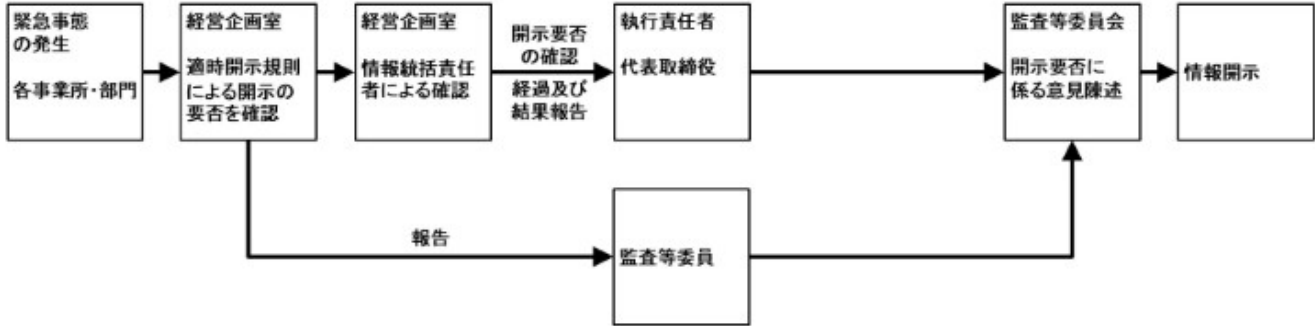 緊急事態
の発生
各事業所・部門
経営企画室
適時開示規則
による開示の
要否を確認
経営企画室
情報統括責任
者による確認
開示要否
の確認
経過及び
結果報告
執行責任者
代表取締役
監査等委員会
開示要否に
係る意見陳述
情報開示
報告
監査等委員